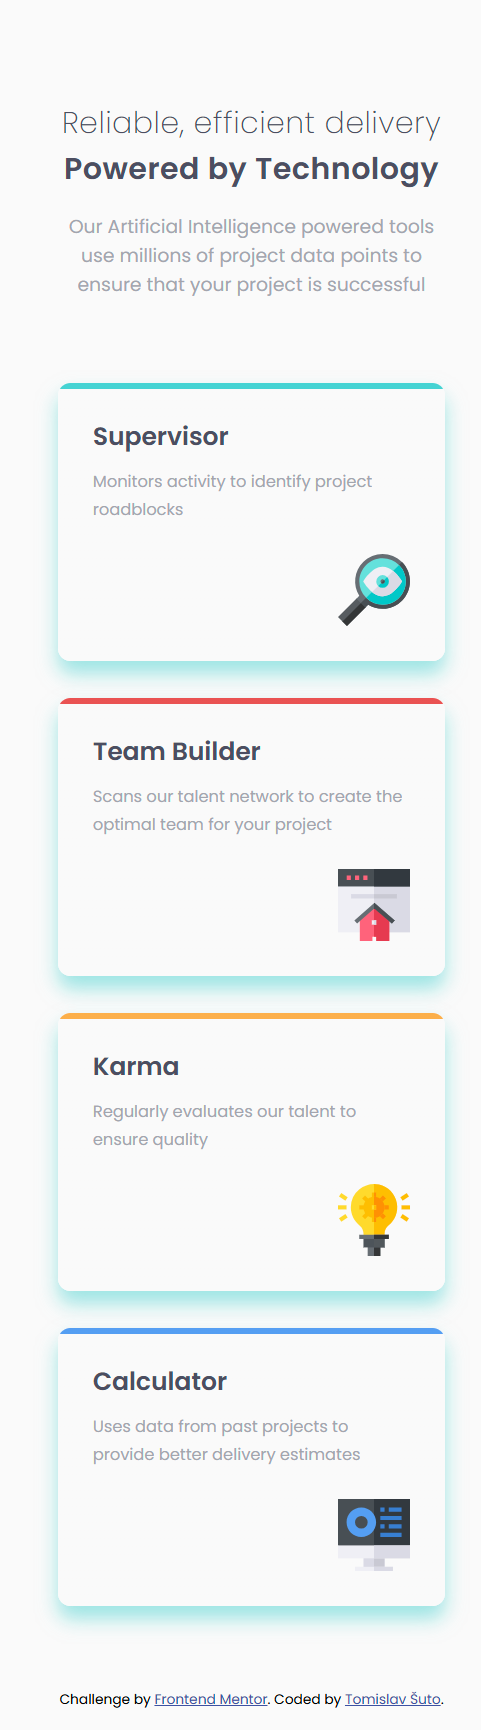 Reliable, efficient delivery
Powered by Technology
Our Artificial Intelligence powered tools
use millions of project data points to
ensure that your project is successful
Supervisor
Monitors activity to identify project
roadblocks
Team Builder
Scans our talent network to create the
optimal team for your project
Karma
Regularly evaluates our talent to
ensure quality
Calculator
Uses data from past projects to
provide better delivery estimates
Challenge by Frontend Mentor. Coded by Tomislav Šuto.